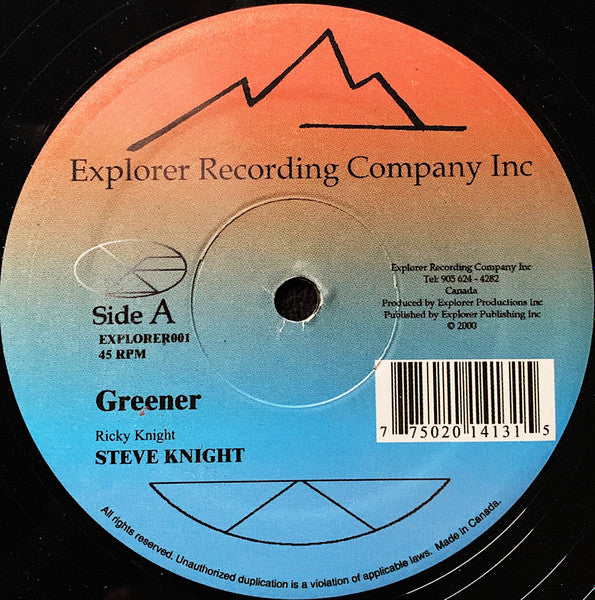 Explorer Recording Company Inc
Side A
EXPLORER001
45 RPM
Explorer Recording Company Inc
Tel: 905 624 - 4282
Canada
Produced by Explorer Productions Inc
Published by Explorer Publishing Inc
© 2000
Greener
Ricky Knight
STEVE KNIGHT
7 75020 14131 5
All rights reserved. Unauthorized duplication is a violation of applicable laws. Made in Canada.